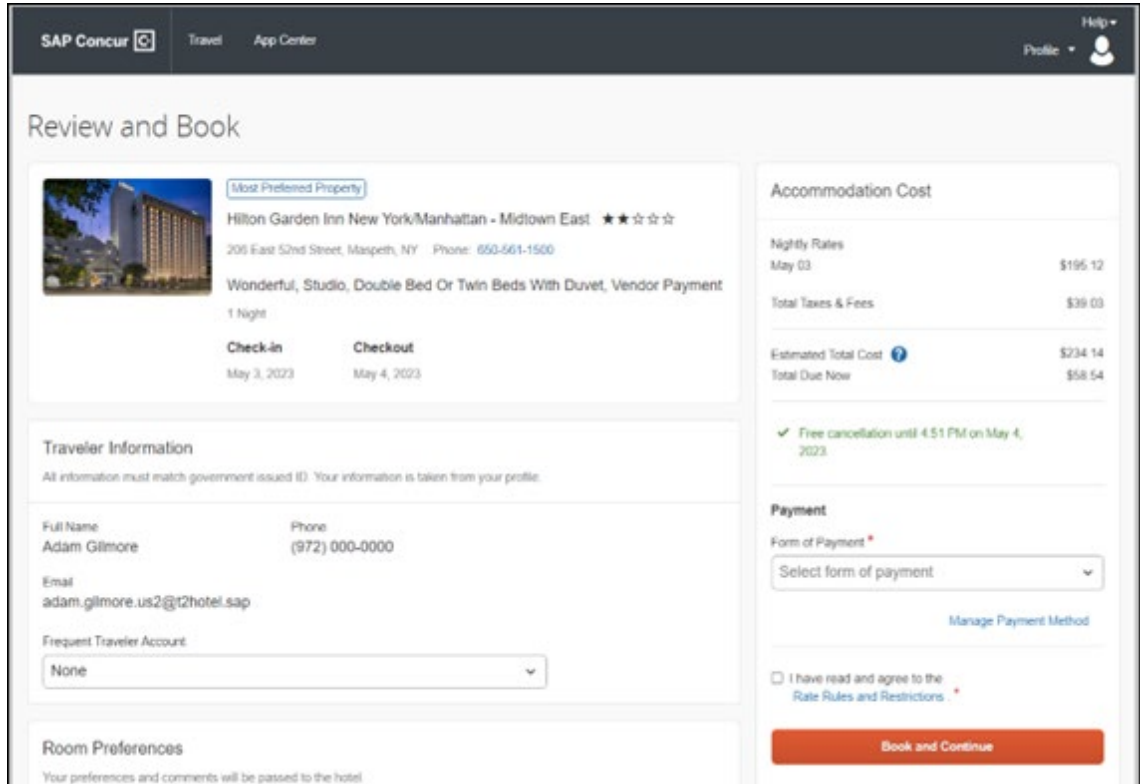 SAP Concur C
Travel
App Center
Help
Profile
Review and Book
Most Preferred Property
Hilton Garden Inn New York/Manhattan - Midtown East
206 East 52nd Street, Maspeth, NY Phone: 650-561-1500
Wonderful, Studio, Double Bed Or Twin Beds With Duvet, Vendor Payment
1 Night
Check-in Checkout
May 3, 2023 May 4, 2023
Traveler Information
All information must match government issued ID. Your information is taken from your profile.
Full Name Phone
Adam Gilmore (972) 000-0000
Email
adam.gilmore.us2@t2hotel.sap
Frequent Traveler Account
None
Room Preferences
Your preferences and comments will be passed to the hotel
Accommodation Cost
Nightly Rates
May 03 $195.12
Total Taxes & Fees $39.03
Estimated Total Cost ? $234.14
Total Due Now $58.54
Free cancellation until 4:51 PM on May 4,
2023.
Payment
Form of Payment *
Select form of payment
Manage Payment Method
I have read and agree to the
Rate Rules and Restrictions . *
Book and Continue